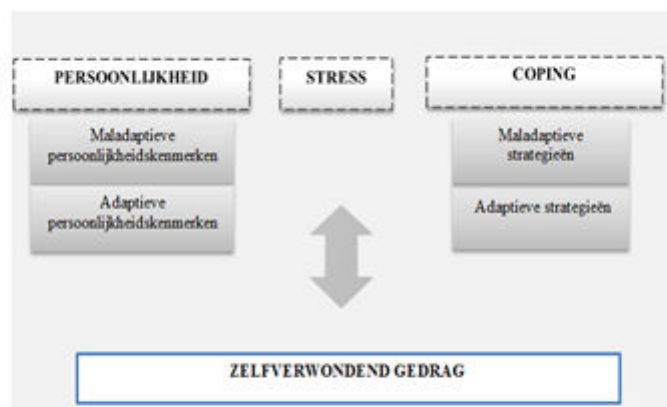 PERSOONLIJKHEID
STRESS
COPING
Maladaptieve
persoonlijkheidskenmerken
Adaptieve
persoonlijkheidskenmerken
Maladaptieve
strategieën
Adaptieve strategieën
ZELFVERWONDEND GEDRAG